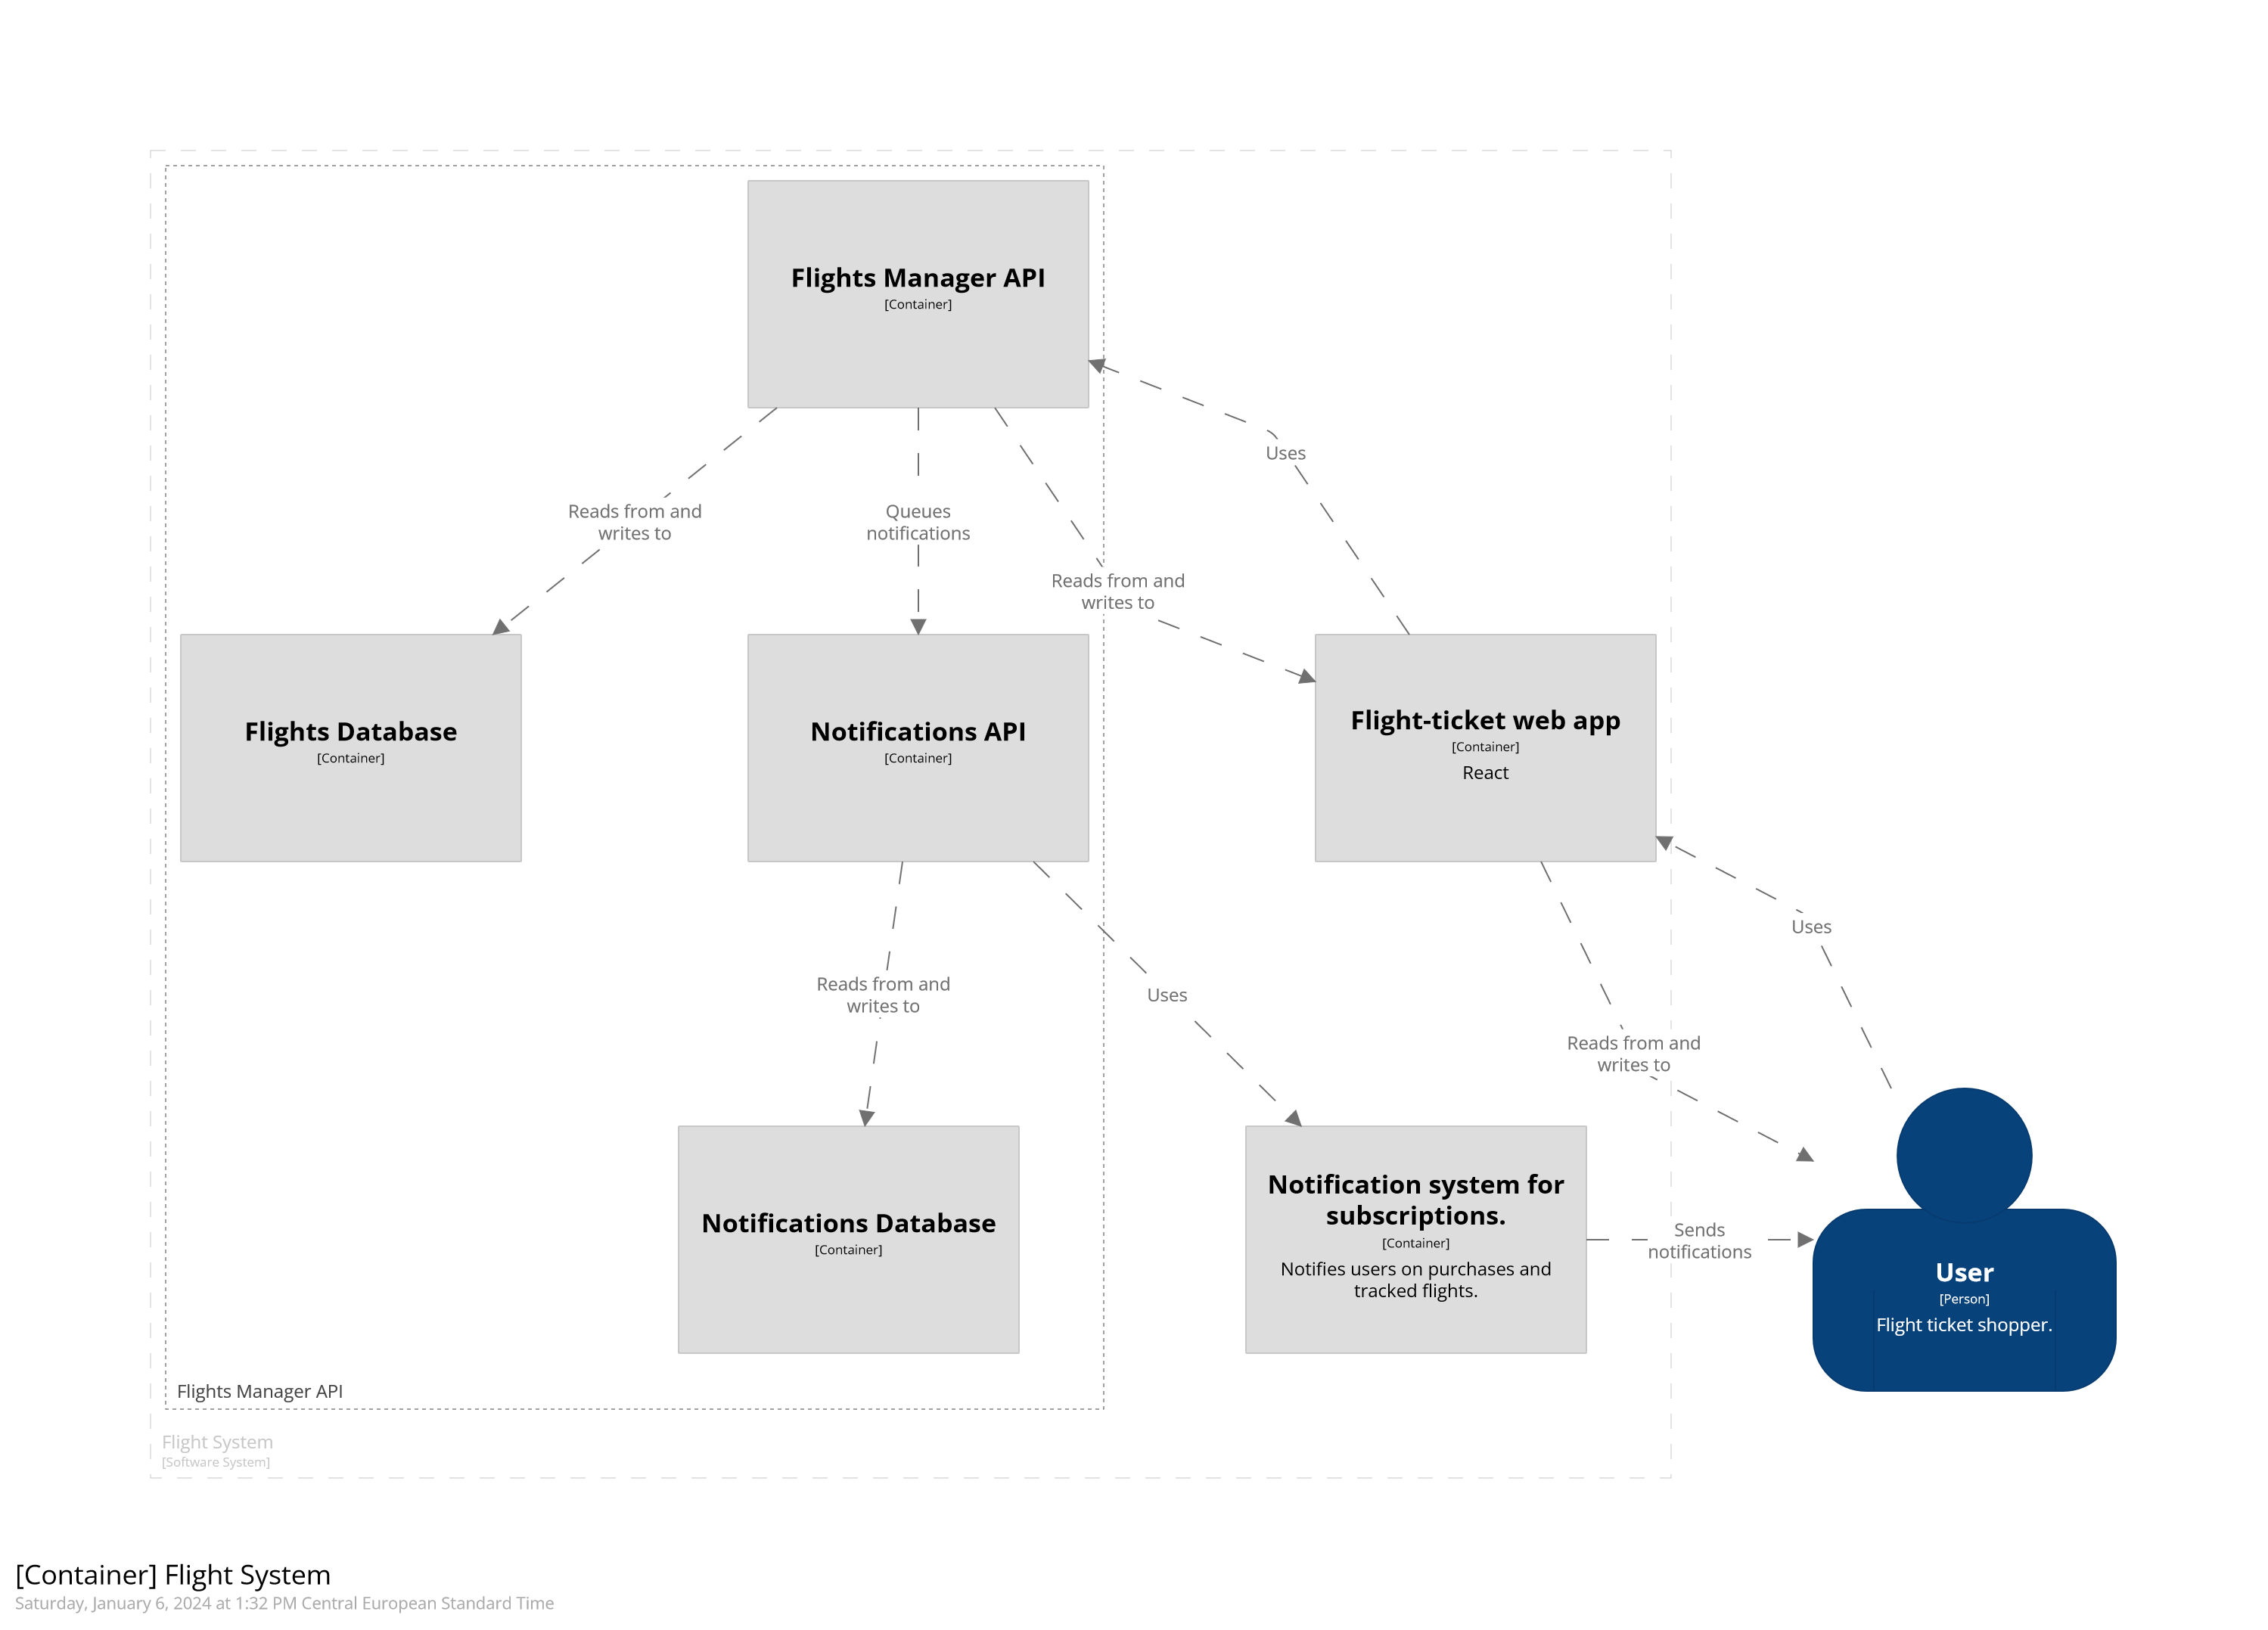 Flights Manager API
[Container]
Uses
Reads from and
writes to
Queues
notifications
Reads from and
writes to
Flights Database
[Container]
Notifications API
[Container]
Flight-ticket web app
[Container]
React
Uses
Reads from and
writes to
Uses
Reads from and
writes to
Notifications Database
[Container]
Notification system for
subscriptions.
[Container]
Notifies users on purchases and
tracked flights.
Sends
notifications
User
[Person]
Flight ticket shopper.
Flights Manager API
Flight System
[Software System]
[Container] Flight System
Saturday, January 6, 2024 at 1:32 PM Central European Standard Time